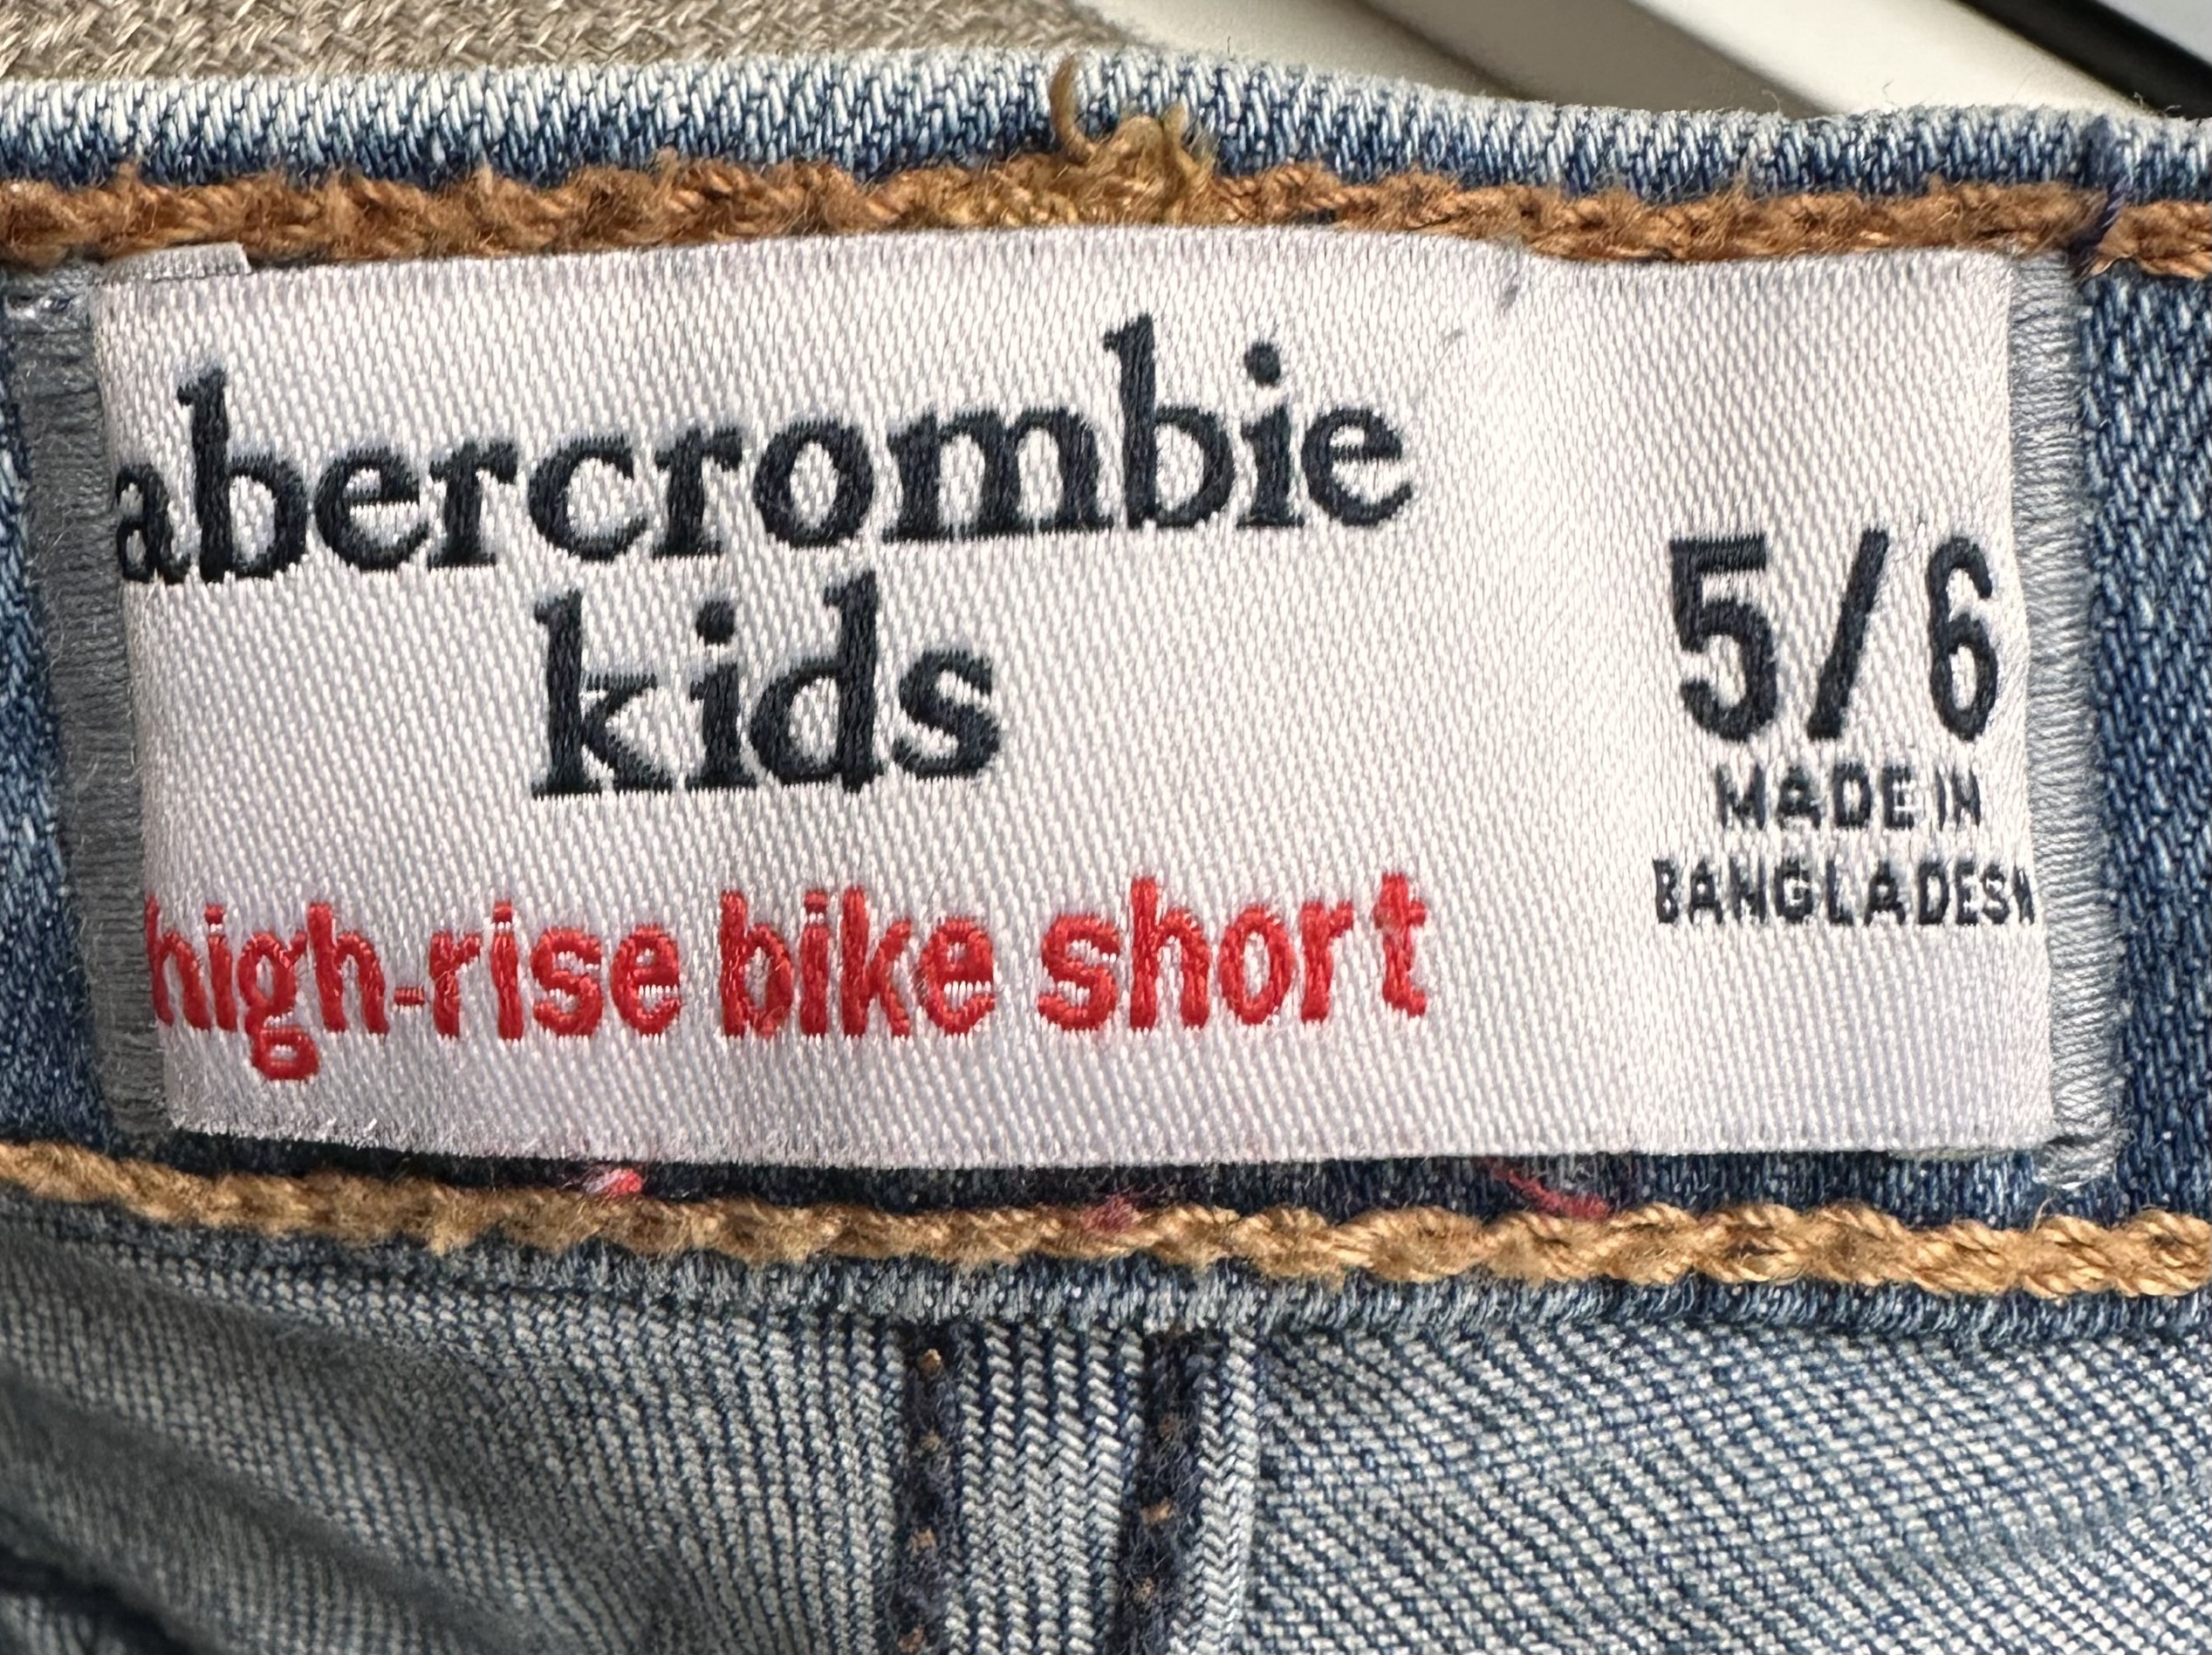 abercrombie
kids
high-rise bike short
5/6
MADE IN
BANGLADESH